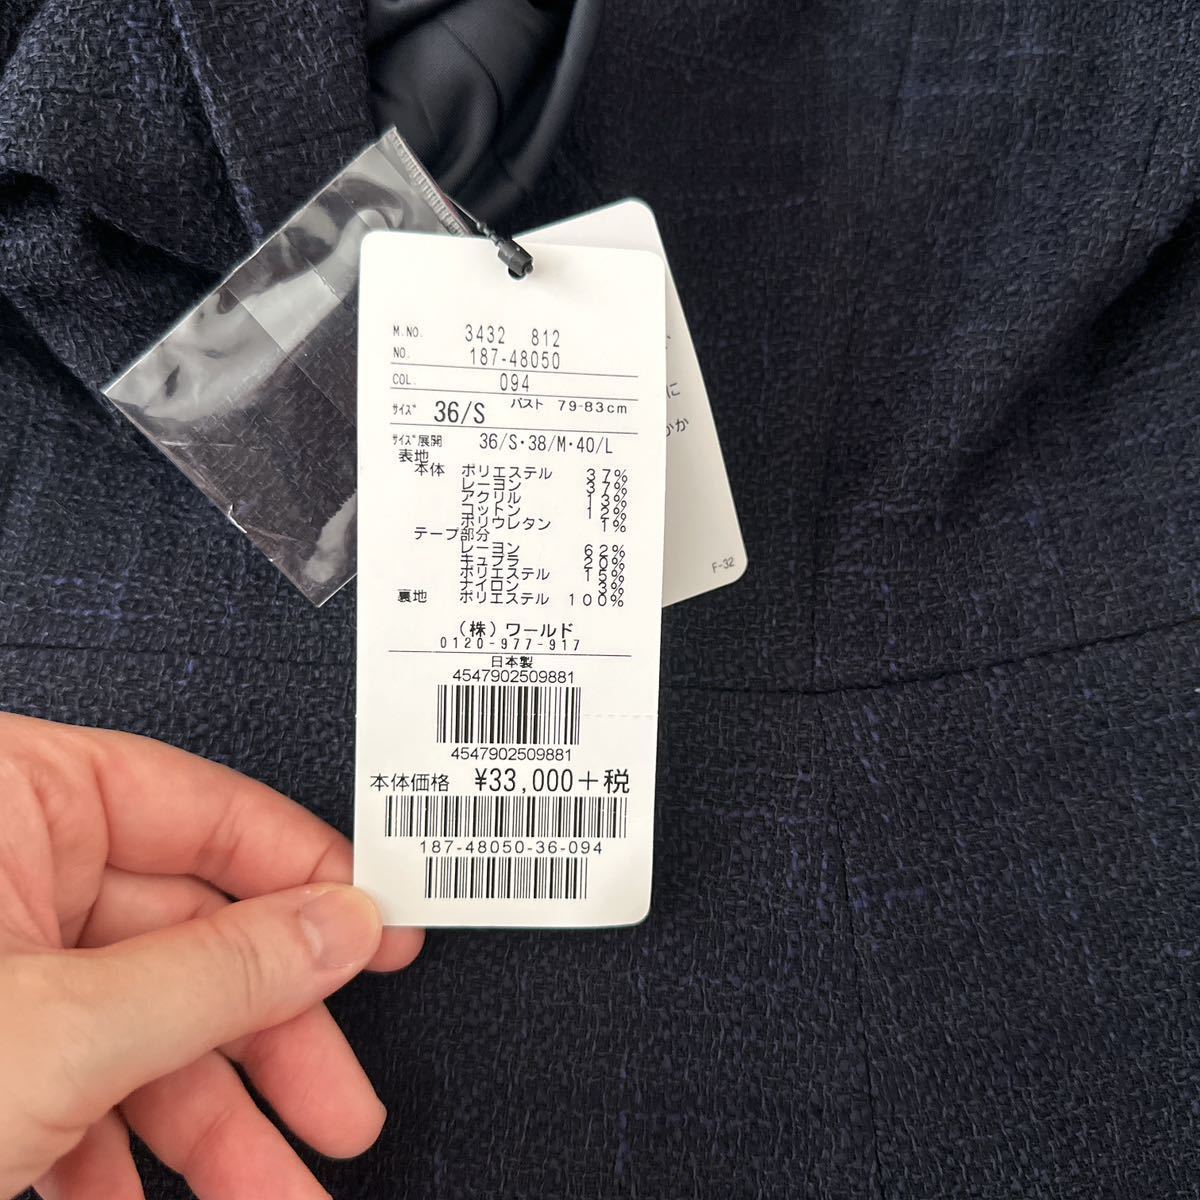 M.NO. 3432 812
NO. 187-48050
COL. 094
サイズ 36/S バスト 79-83cm
サイズ展開 36/S・38/M・40/L
表地
本体 ポリエステル 37%
レーヨン 37%
アクリル 13%
コットン 12%
ポリウレタン 1%
テープ部分
レーヨン 62%
キュプラ 20%
ポリエステル 15%
ナイロン 3%
裏地 ポリエステル 100%
(株)ワールド
0120-977-917
日本製
4547902509881
4547902509881
本体価格 ¥33,000+税
187-48050-36-094
に
かか
F-32